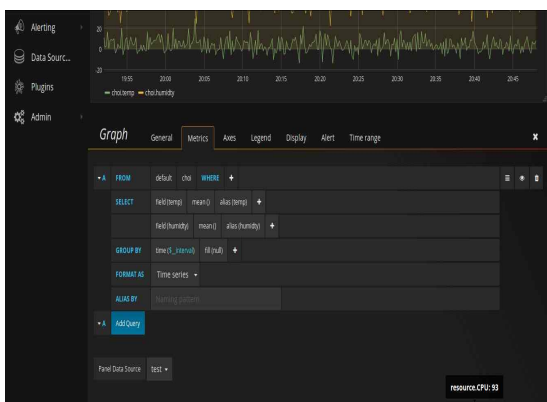 Alerting
Data Sourc...
Plugins
Admin
20
0
-20
19:55 20:00 20:05 20:10 20:15 20:20 20:25 20:30 20:35 20:40 20:45
choi.temp choi.humidty
Graph General Metrics Axes Legend Display Alert Time range
A FROM default choi WHERE +
SELECT field (temp) mean () alias (temp) +
field (humidty) mean () alias (humidty) +
GROUP BY time ($_interval) fill (null) +
FORMAT AS Time series
ALIAS BY Naming pattern
A Add Query
Panel Data Source test
resource.CPU: 93